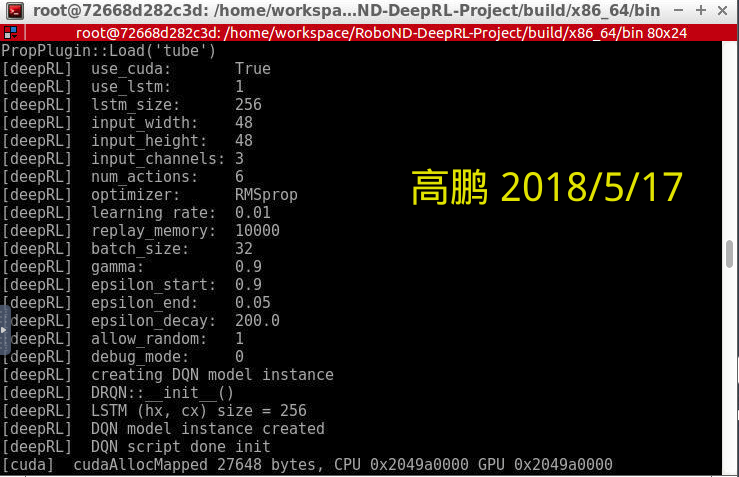 root@72668d282c3d: /home/workspa...ND-DeepRL-Project/build/x86_64/bin
root@72668d282c3d: /home/workspace/RoboND-DeepRL-Project/build/x86_64/bin 80x24
PropPlugin::Load('tube')
[deepRL]  use_cuda:       True
[deepRL]  use_lstm:       1
[deepRL]  lstm_size:      256
[deepRL]  input_width:    48
[deepRL]  input_height:   48
[deepRL]  input_channels: 3
[deepRL]  num_actions:    6
[deepRL]  optimizer:      RMSprop
[deepRL]  learning rate:  0.01
[deepRL]  replay_memory:  10000
[deepRL]  batch_size:     32
[deepRL]  gamma:          0.9
[deepRL]  epsilon_start:  0.9
[deepRL]  epsilon_end:    0.05
[deepRL]  epsilon_decay:  200.0
[deepRL]  allow_random:   1
[deepRL]  debug_mode:     0
[deepRL]  creating DQN model instance
[deepRL]  DRQN::__init__()
[deepRL]  LSTM (hx, cx) size = 256
[deepRL]  DQN model instance created
[deepRL]  DQN script done init
[cuda]  cudaAllocMapped 27648 bytes, CPU 0x2049a0000 GPU 0x2049a0000
高鹏 2018/5/17